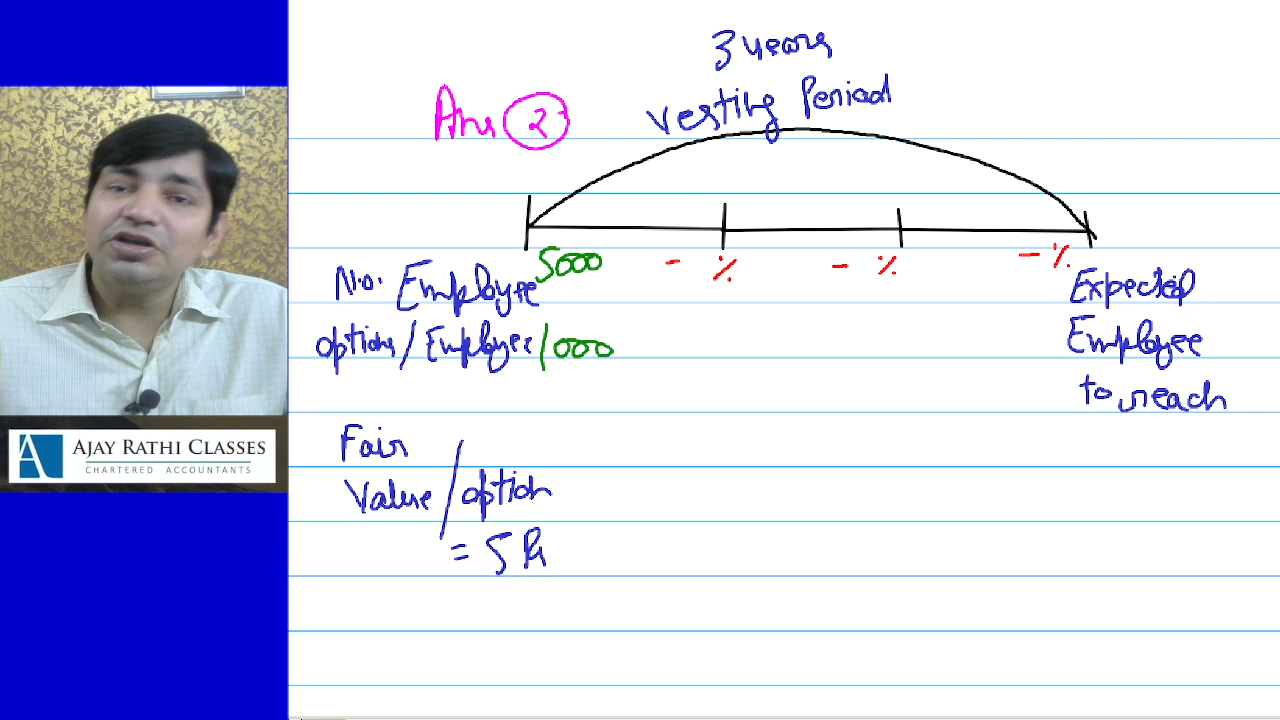 3 years
vesting Period
Ans 2
No. Employee 5000 - % - % - %
options/Employee 1000
Expected
Employee
to reach
Fair
Value/option
= 5 Rs
AJAY RATHI CLASSES
CHARTERED ACCOUNTANTS